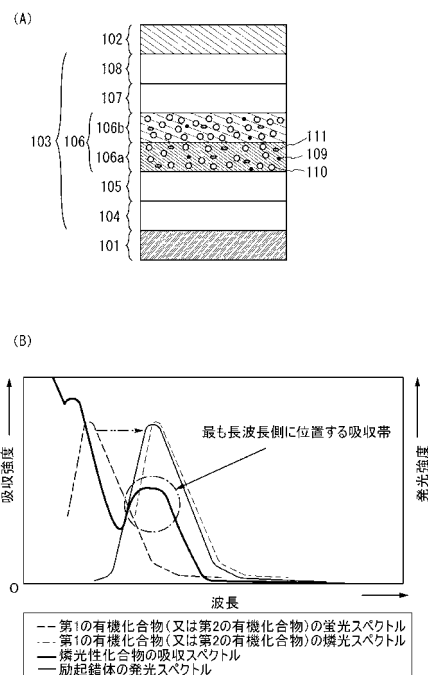 (A)
102
108
107
103
106
106b
106a
111
109
110
105
104
101
(B)
吸収強度
発光強度
最も長波長側に位置する吸収帯
O
波長
第1の有機化合物(又は第2の有機化合物)の蛍光スペクトル
第1の有機化合物(又は第2の有機化合物)の燐光スペクトル
燐光性化合物の吸収スペクトル
励起錯体の発光スペクトル